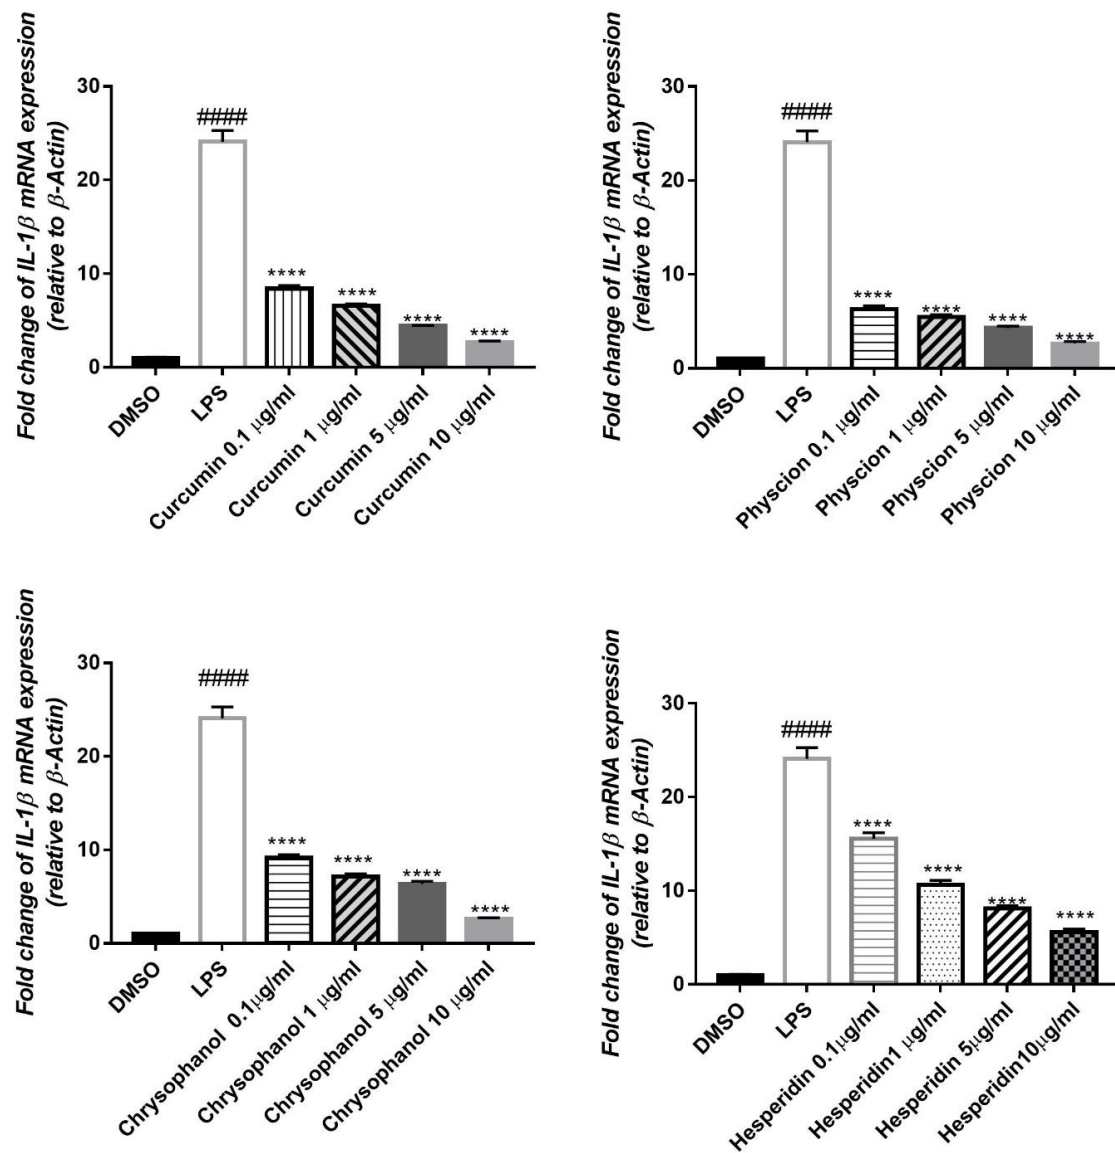 Fold change of IL-1β mRNA expression
(relative to β-Actin)
30
20
10
0
####
****
****
****
****
DMSO
LPS
Curcumin 0.1 μg/ml
Curcumin 1 μg/ml
Curcumin 5 μg/ml
Curcumin 10 μg/ml
Fold change of IL-1β mRNA expression
(relative to β-Actin)
30
20
10
0
####
****
****
****
****
DMSO
LPS
Physcion 0.1 μg/ml
Physcion 1 μg/ml
Physcion 5 μg/ml
Physcion 10 μg/ml
Fold change of IL-1β mRNA expression
(relative to β-Actin)
30
20
10
0
####
****
****
****
****
DMSO
LPS
Chrysophanol 0.1μg/ml
Chrysophanol 1 μg/ml
Chrysophanol 5 μg/ml
Chrysophanol 10 μg/ml
Fold change of IL-1β mRNA expression
(relative to β-Actin)
30
20
10
0
####
****
****
****
****
DMSO
LPS
Hesperidin 0.1μg/ml
Hesperidin1 μg/ml
Hesperidin 5μg/ml
Hesperidin10μg/ml